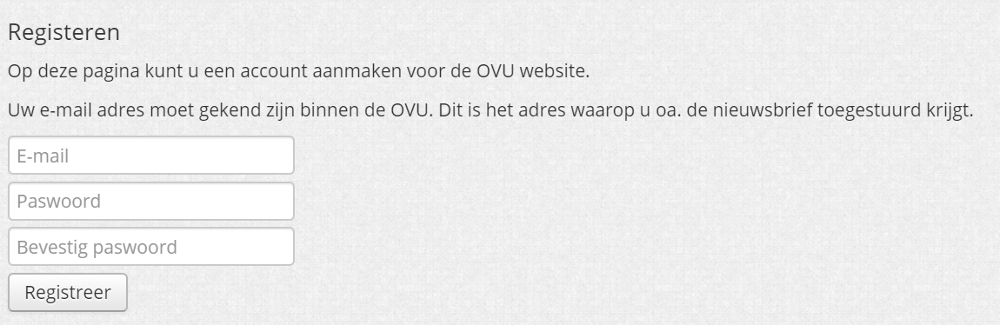 Registeren
Op deze pagina kunt u een account aanmaken voor de OVU website.
Uw e-mail adres moet gekend zijn binnen de OVU. Dit is het adres waarop u oa. de nieuwsbrief toegestuurd krijgt.
E-mail
Paswoord
Bevestig paswoord
Registreer